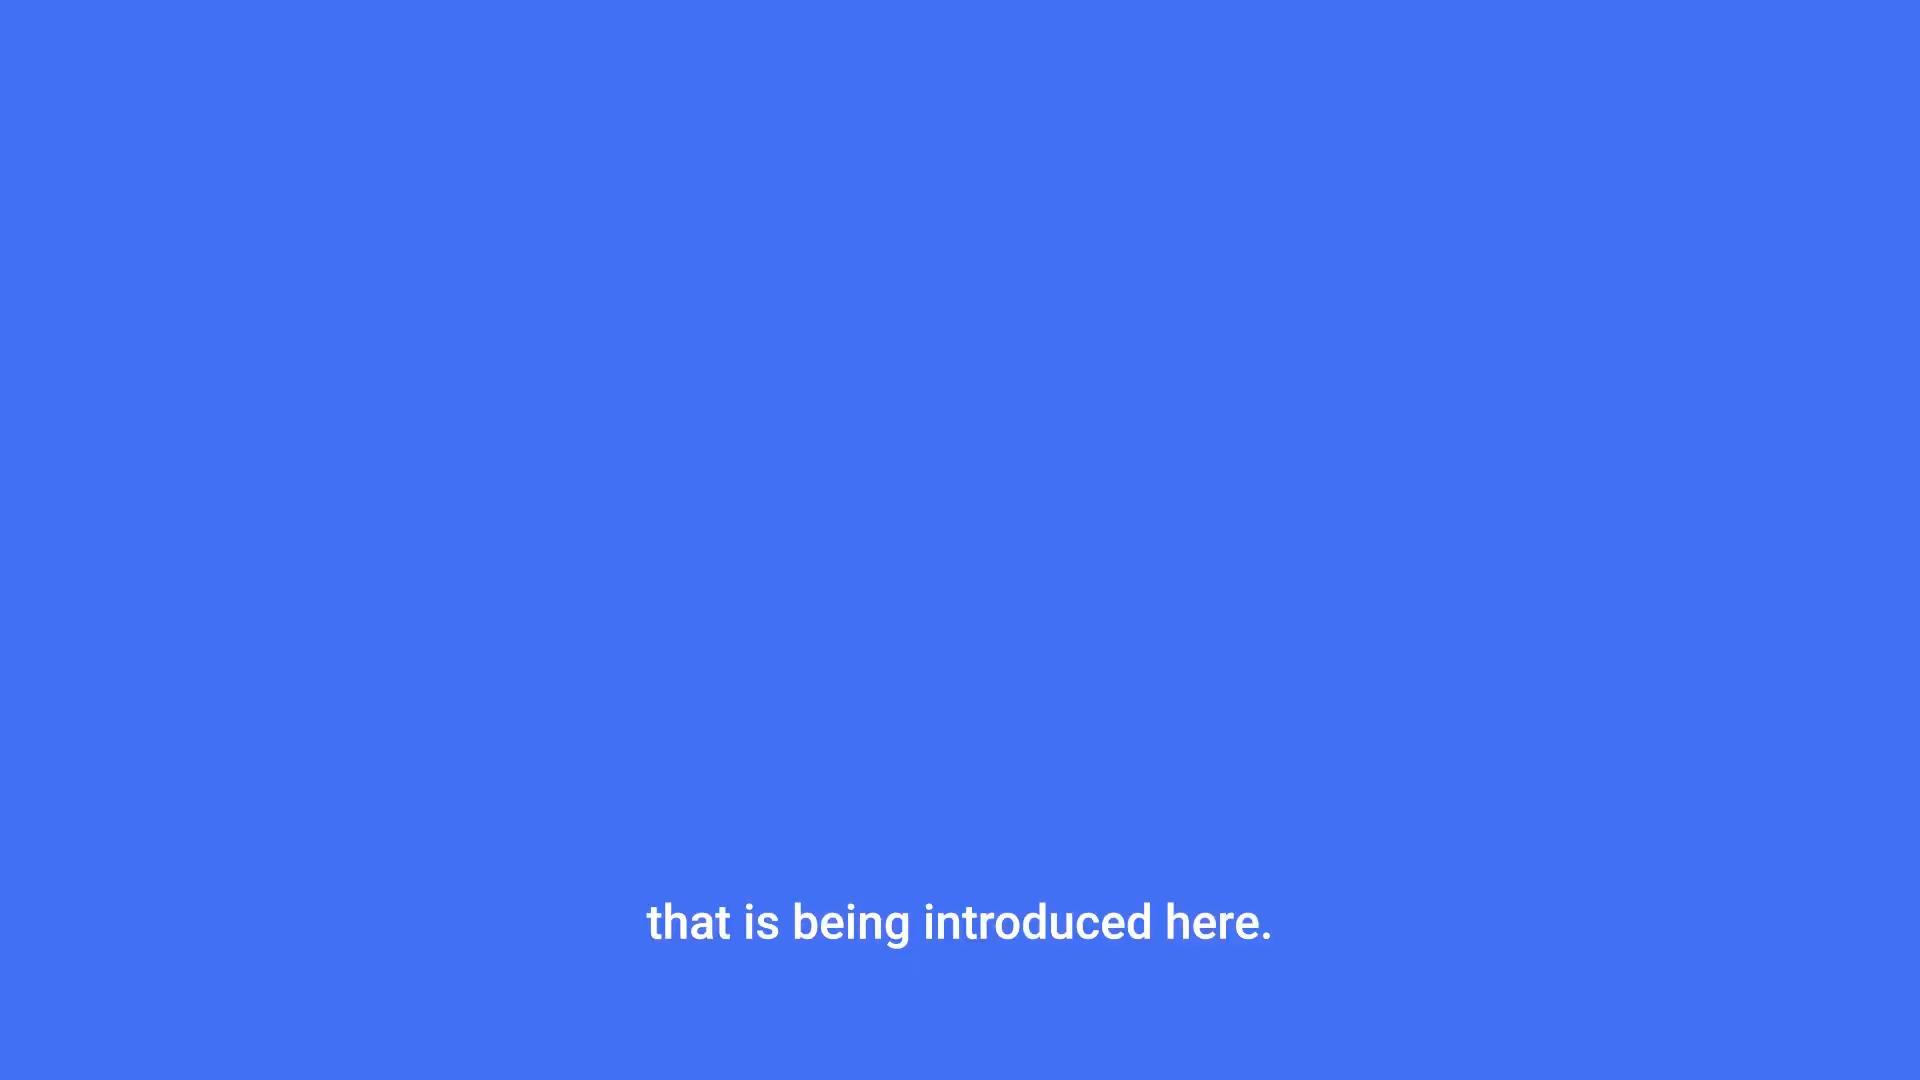 that is being introduced here.